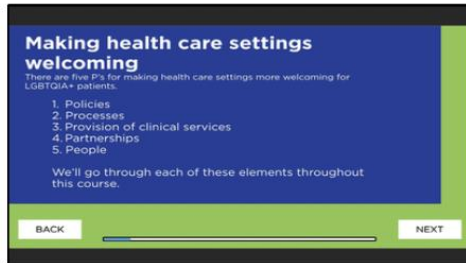 Making health care settings
welcoming
There are five P's for making health care settings more welcoming for
LGBTQIA+ patients.
1. Policies
2. Processes
3. Provision of clinical services
4. Partnerships
5. People
We'll go through each of these elements throughout
this course.
BACK
NEXT